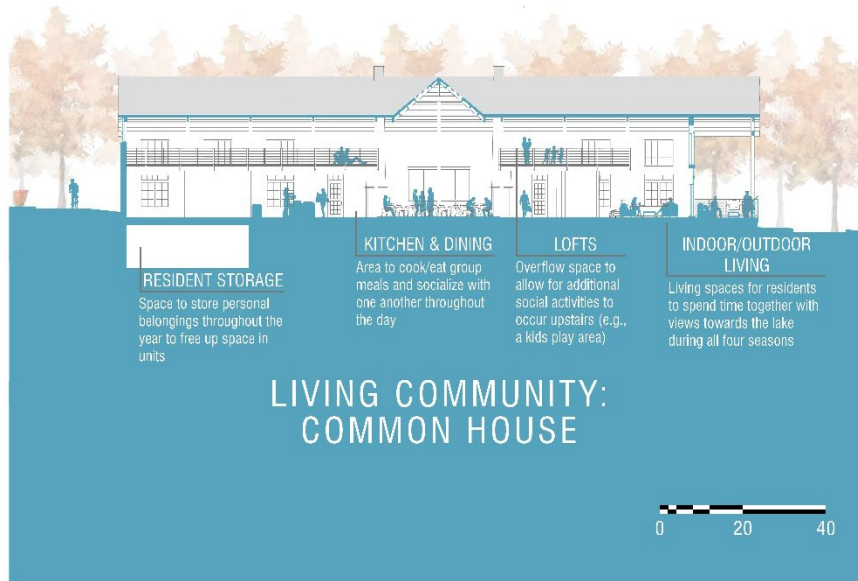 RESIDENT STORAGE
Space to store personal
belongings throughout the
year to free up space in
units
KITCHEN & DINING
Area to cook/eat group
meals and socialize with
one another throughout
the day
LOFTS
Overflow space to
allow for additional
social activities to
occur upstairs (e.g.,
a kids play area)
INDOOR/OUTDOOR
LIVING
Living spaces for residents
to spend time together with
views towards the lake
during all four seasons
LIVING COMMUNITY:
COMMON HOUSE
0 20 40